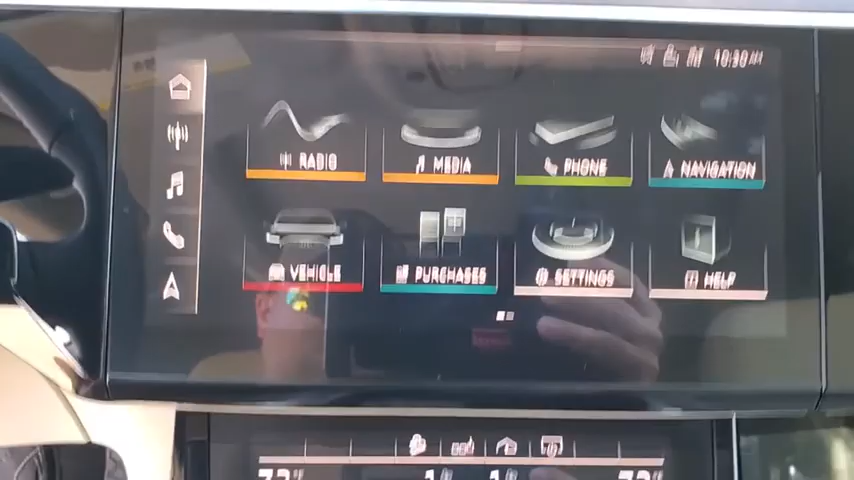 10:30 AM
RADIO
MEDIA
PHONE
NAVIGATION
VEHICLE
PURCHASES
SETTINGS
HELP